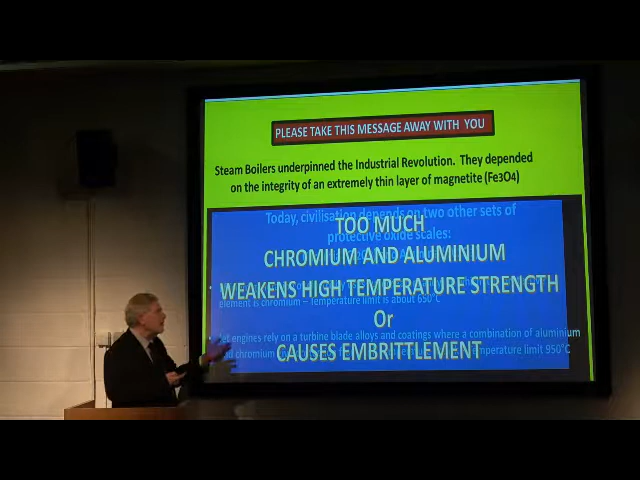 PLEASE TAKE THIS MESSAGE AWAY WITH YOU
Steam Boilers underpinned the Industrial Revolution. They depended
on the integrity of an extremely thin layer of magnetite (Fe3O4)
Today, civilisation depends on two other sets of
protective oxide scales:
TOO MUCH
CHROMIUM AND ALUMINIUM
WEAKENS HIGH TEMPERATURE STRENGTH
element is chromium – Temperature limit is about 650°C
Or
jet engines rely on a turbine blade alloys and coatings where a combination of aluminium
and chromium temperature limit 950°C
CAUSES EMBRITTLEMENT